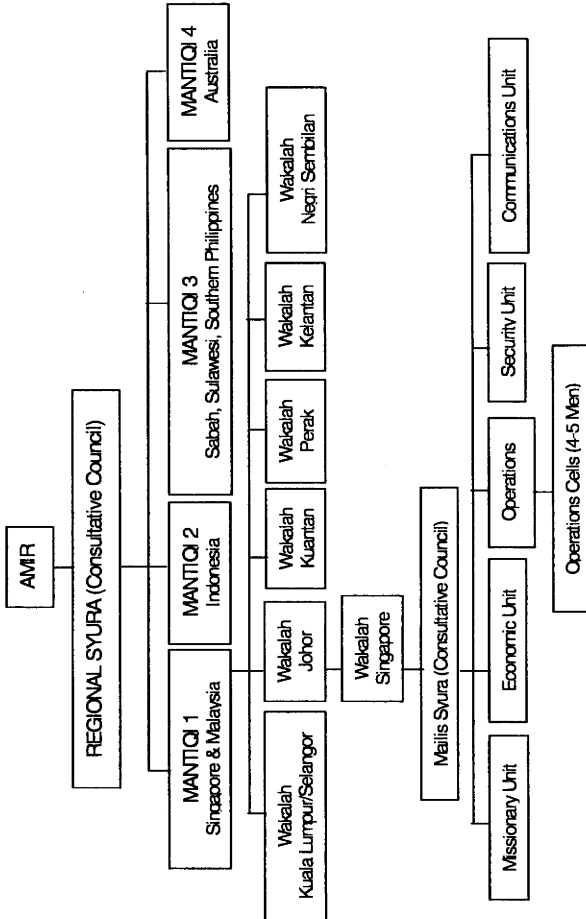 AMIR
REGIONAL SYURA (Consultative Council)
MANTIQI 1
Singapore & Malaysia
MANTIQI 2
Indonesia
MANTIQI 3
Sabah, Sulawesi, Southern Philippines
MANTIQI 4
Australia
Wakalah
Kuala Lumpur/Selangor
Wakalah
Johor
Wakalah
Kuantan
Wakalah
Perak
Wakalah
Kelantan
Wakalah
Negri Sembilan
Wakalah
Singapore
Majlis Syura (Consultative Council)
Missionary Unit
Economic Unit
Operations
Security Unit
Communications Unit
Operations Cells (4-5 Men)